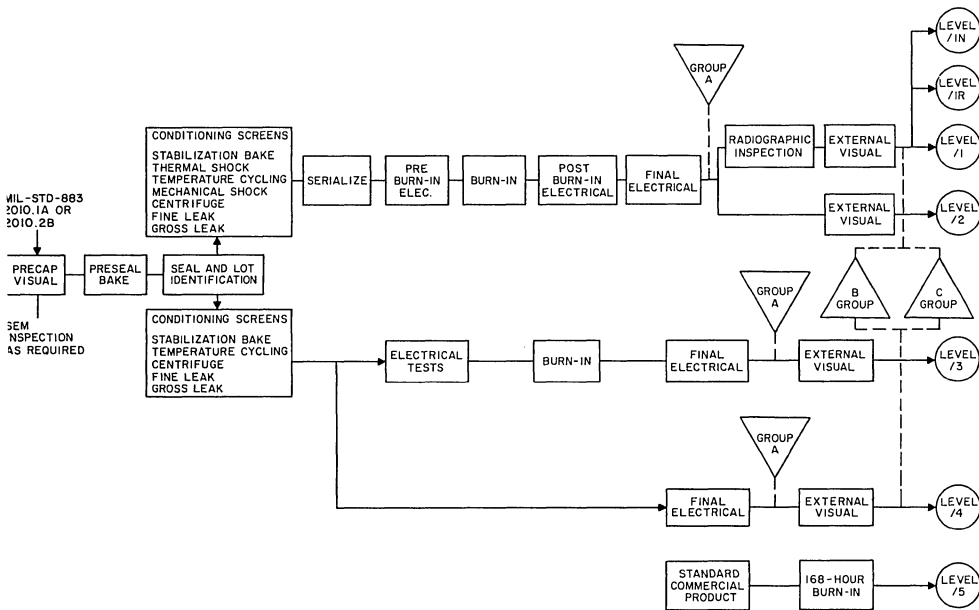 MIL-STD-883
2010.1A OR
2010.2B
PRECAP
VISUAL
SEM
INSPECTION
AS REQUIRED
PRESEAL
BAKE
SEAL AND LOT
IDENTIFICATION
CONDITIONING SCREENS
STABILIZATION BAKE
THERMAL SHOCK
TEMPERATURE CYCLING
MECHANICAL SHOCK
CENTRIFUGE
FINE LEAK
GROSS LEAK
SERIALIZE
PRE
BURN-IN
ELEC.
BURN-IN
POST
BURN-IN
ELECTRICAL
FINAL
ELECTRICAL
GROUP
A
RADIOGRAPHIC
INSPECTION
EXTERNAL
VISUAL
LEVEL
/1N
LEVEL
/1R
LEVEL
/1
EXTERNAL
VISUAL
LEVEL
/2
B
GROUP
C
GROUP
CONDITIONING SCREENS
STABILIZATION BAKE
TEMPERATURE CYCLING
CENTRIFUGE
FINE LEAK
GROSS LEAK
ELECTRICAL
TESTS
BURN-IN
FINAL
ELECTRICAL
GROUP
A
EXTERNAL
VISUAL
LEVEL
/3
FINAL
ELECTRICAL
GROUP
A
EXTERNAL
VISUAL
LEVEL
/4
STANDARD
COMMERCIAL
PRODUCT
168-HOUR
BURN-IN
LEVEL
/5